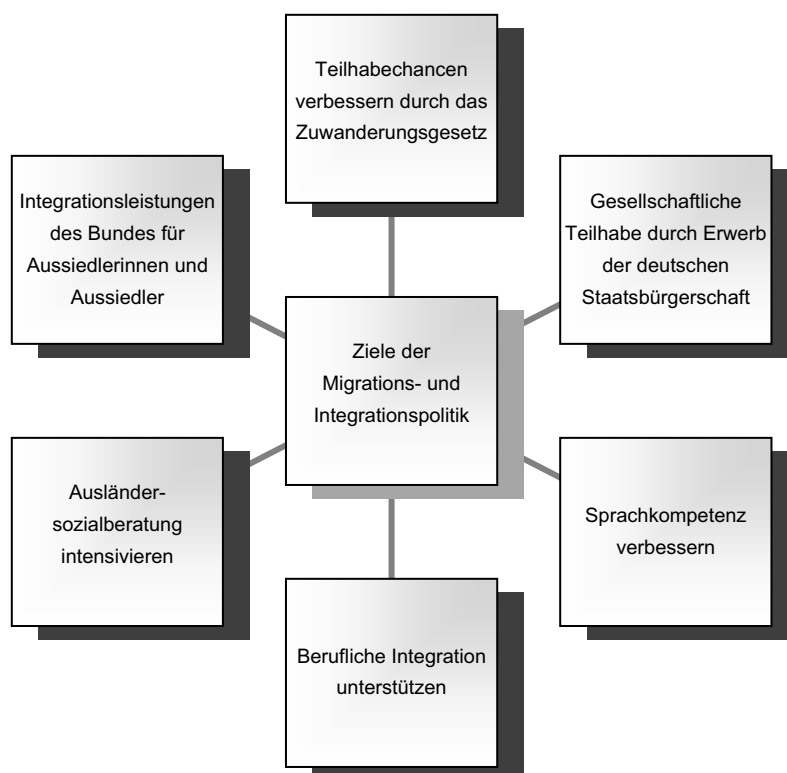 Teilhabechancen
verbessern durch das
Zuwanderungsgesetz
Integrationsleistungen
des Bundes für
Aussiedlerinnen und
Aussiedler
Gesellschaftliche
Teilhabe durch Erwerb
der deutschen
Staatsbürgerschaft
Ziele der
Migrations- und
Integrationspolitik
Ausländer-
sozialberatung
intensivieren
Sprachkompetenz
verbessern
Berufliche Integration
unterstützen